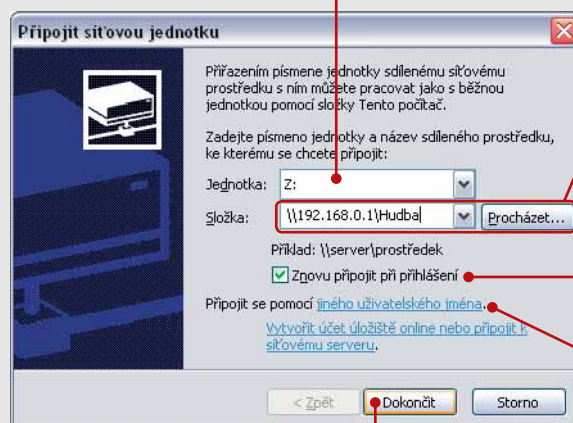 Připojit síťovou jednotku
Přiřazením písmene jednotky sdílenému síťovému
prostředku s ním můžete pracovat jako s běžnou
jednotkou pomocí složky Tento počítač.
Zadejte písmeno jednotky a název sdíleného prostředku,
ke kterému se chcete připojit:
Jednotka: Z:
Složka: \\192.168.0.1\Hudba Procházet...
Příklad: \\server\prostředek
Znovu připojit při přihlášení
Připojit se pomocí jiného uživatelského jména.
Vytvořit účet úložiště online nebo připojit k
síťovému serveru.
< Zpět Dokončit Storno